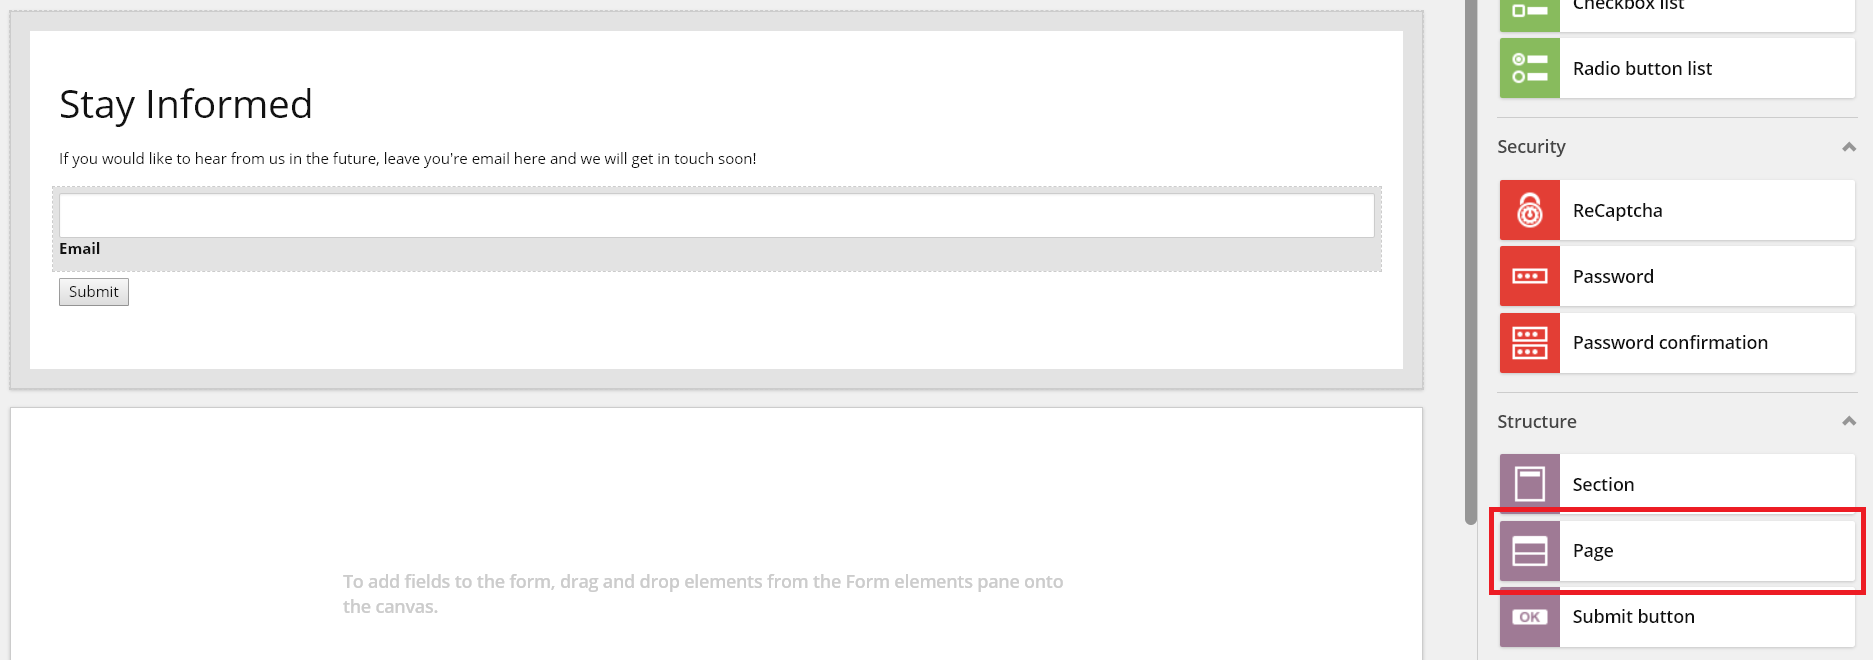 Stay Informed
If you would like to hear from us in the future, leave you're email here and we will get in touch soon!
Email
Submit
To add fields to the form, drag and drop elements from the Form elements pane onto
the canvas.
Checkbox list
Radio button list
Security
ReCaptcha
Password
Password confirmation
Structure
Section
Page
OK
Submit button